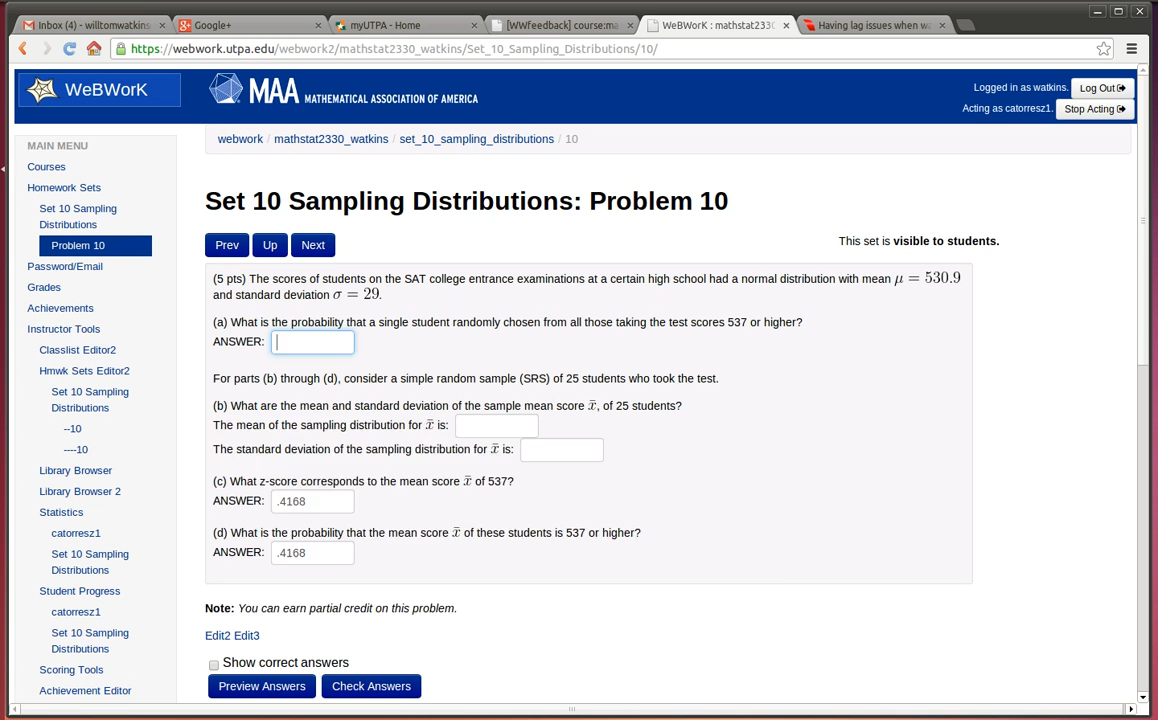 Inbox (4) - willtomwatkins
Google+
myUTPA - Home
[WWfeedback] course:ma
WeBWorK : mathstat233
Having lag issues when w
https://webwork.utpa.edu/webwork2/mathstat2330_watkins/Set_10_Sampling_Distributions/10/
WeBWorK
MAA MATHEMATICAL ASSOCIATION OF AMERICA
Logged in as watkins. Log Out
Acting as catorresz1. Stop Acting
MAIN MENU
Courses
Homework Sets
Set 10 Sampling
Distributions
Problem 10
Password/Email
Grades
Achievements
Instructor Tools
Classlist Editor2
Hmwk Sets Editor2
Set 10 Sampling
Distributions
--10
----10
Library Browser
Library Browser 2
Statistics
catorresz1
Set 10 Sampling
Distributions
Student Progress
catorresz1
Set 10 Sampling
Distributions
Scoring Tools
Achievement Editor
webwork / mathstat2330_watkins / set_10_sampling_distributions / 10
Set 10 Sampling Distributions: Problem 10
Prev Up Next
This set is visible to students.
(5 pts) The scores of students on the SAT college entrance examinations at a certain high school had a normal distribution with mean μ = 530.9
and standard deviation σ = 29.
(a) What is the probability that a single student randomly chosen from all those taking the test scores 537 or higher?
ANSWER:
For parts (b) through (d), consider a simple random sample (SRS) of 25 students who took the test.
(b) What are the mean and standard deviation of the sample mean score x̄, of 25 students?
The mean of the sampling distribution for x̄ is:
The standard deviation of the sampling distribution for x̄ is:
(c) What z-score corresponds to the mean score x̄ of 537?
ANSWER: .4168
(d) What is the probability that the mean score x̄ of these students is 537 or higher?
ANSWER: .4168
Note: You can earn partial credit on this problem.
Edit2 Edit3
Show correct answers
Preview Answers Check Answers